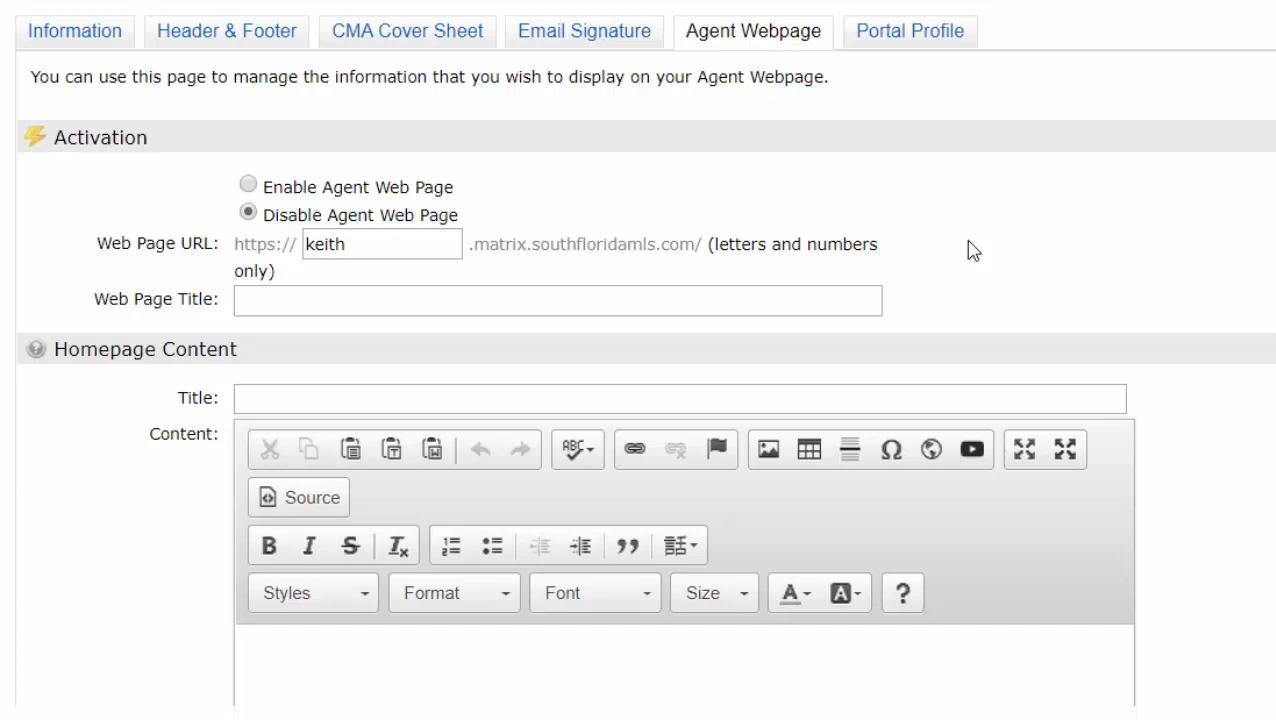 Information Header & Footer CMA Cover Sheet Email Signature Agent Webpage Portal Profile
You can use this page to manage the information that you wish to display on your Agent Webpage.
Activation
Enable Agent Web Page
Disable Agent Web Page
Web Page URL: https:// keith .matrix.southfloridamls.com/ (letters and numbers
only)
Web Page Title:
Homepage Content
Title:
Content:
ABC
Source
B I S Ix
Styles Format Font Size A A ?